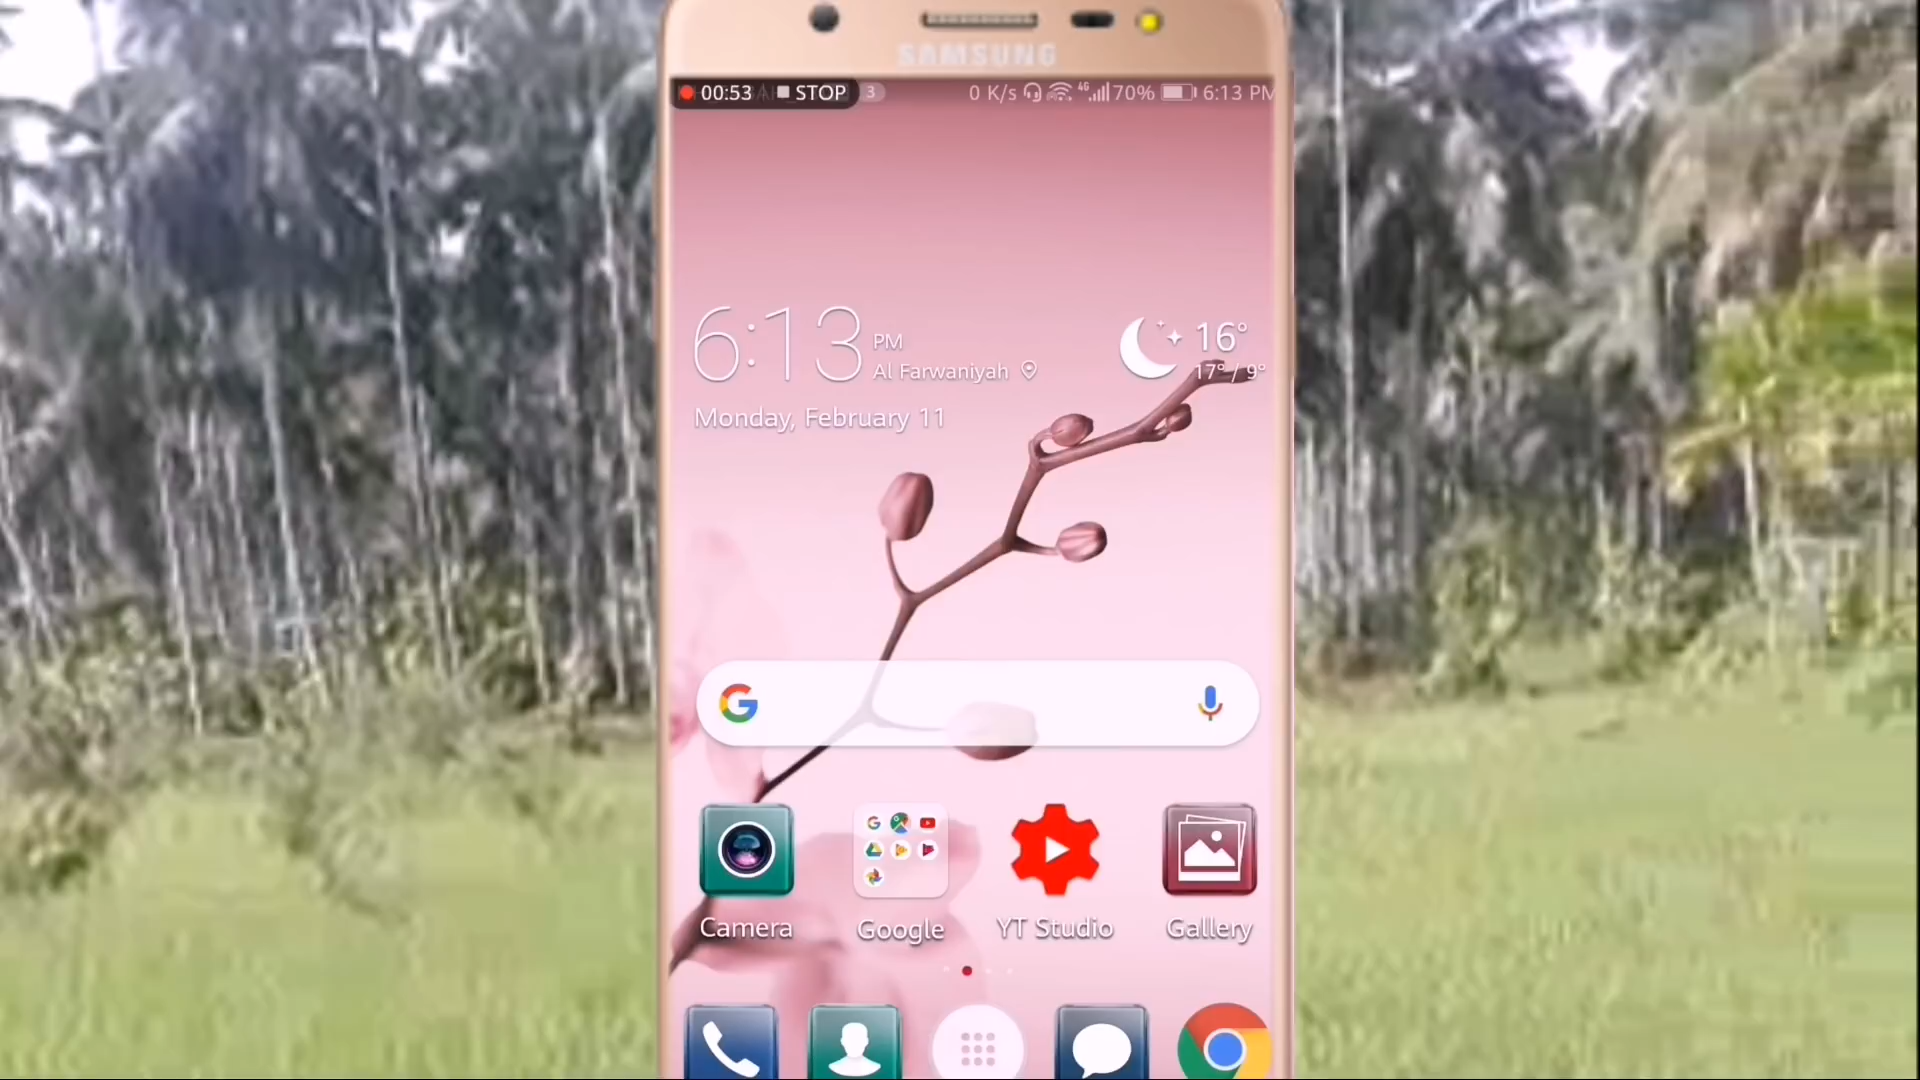 SAMSUNG
00:53 STOP 3 0 K/s 4G 70% 6:13 PM
6:13 PM
Al Farwaniyah
16°
17° / 9°
Monday, February 11
Camera Google YT Studio Gallery